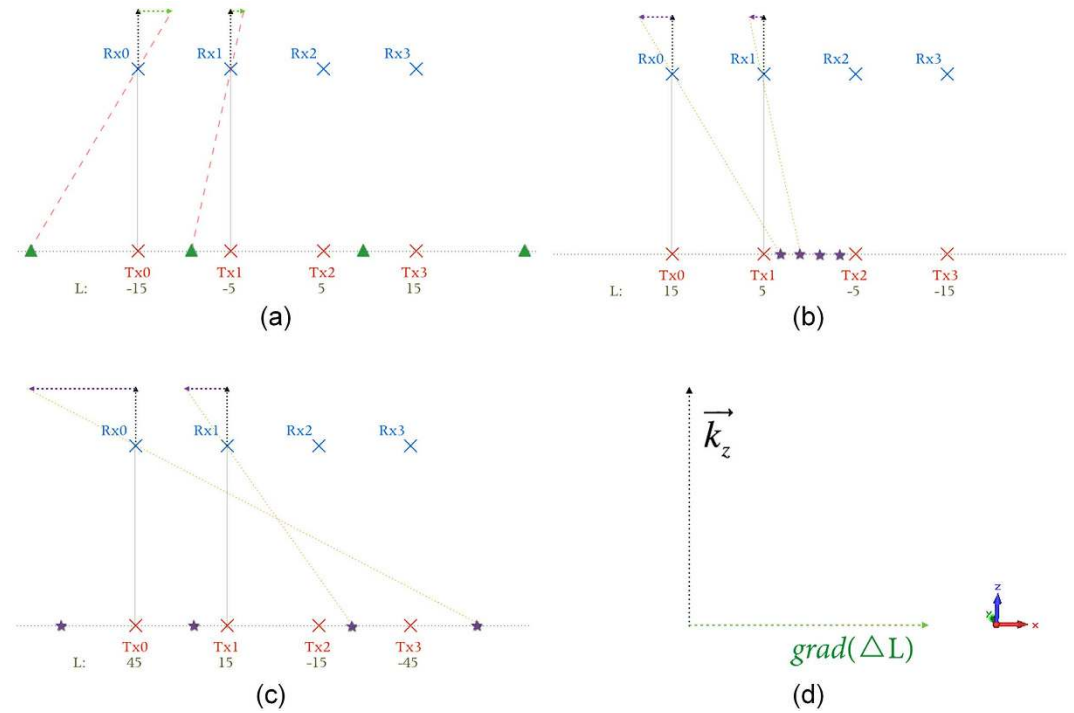 Rx0 Rx1 Rx2 Rx3
Tx0 Tx1 Tx2 Tx3
L: -15 -5 5 15
(a)
Rx0 Rx1 Rx2 Rx3
Tx0 Tx1 Tx2 Tx3
L: 15 5 -5 -15
(b)
Rx0 Rx1 Rx2 Rx3
Tx0 Tx1 Tx2 Tx3
L: 45 15 -15 -45
(c)
k_z
grad(△L)
z
Y
x
(d)